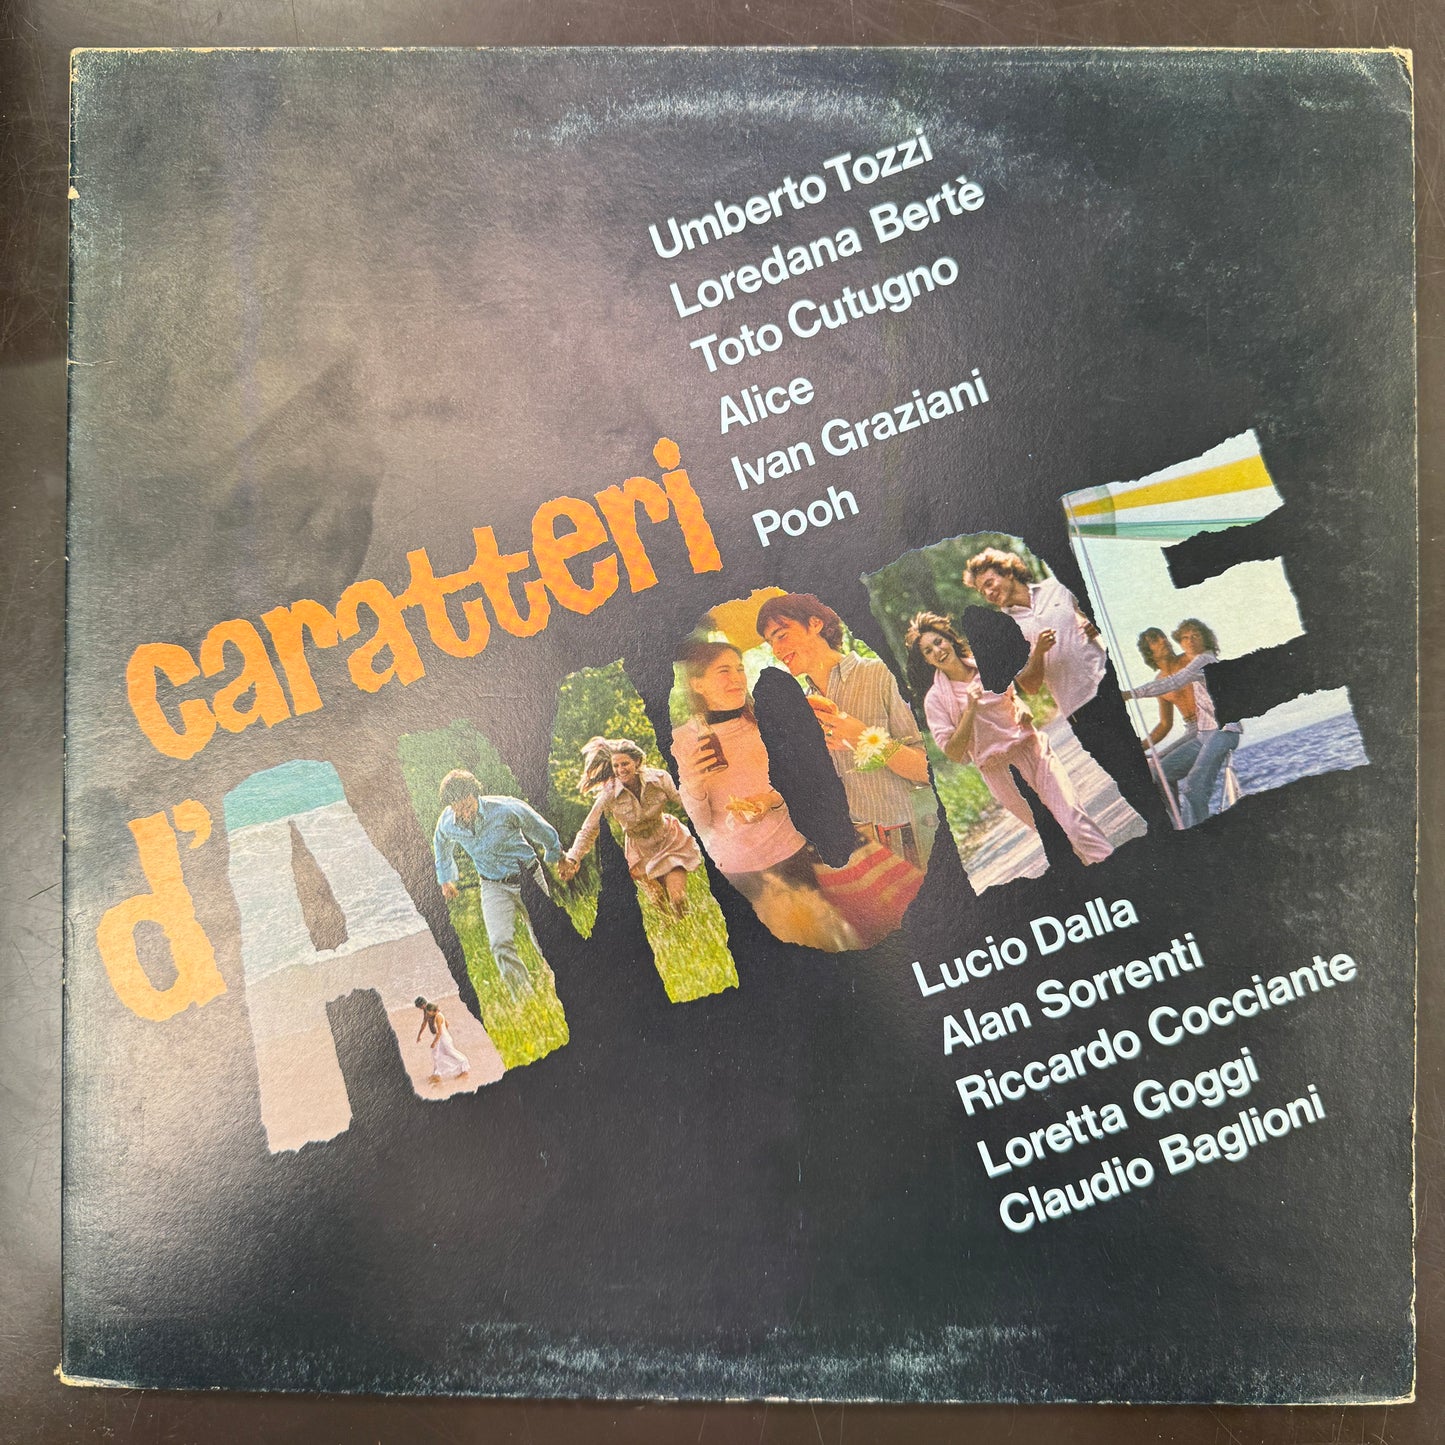 Umberto Tozzi
Loredana Bertè
Toto Cutugno
Alice
Ivan Graziani
Pooh
caratteri
d'AMORE
Lucio Dalla
Alan Sorrenti
Riccardo Cocciante
Loretta Goggi
Claudio Baglioni